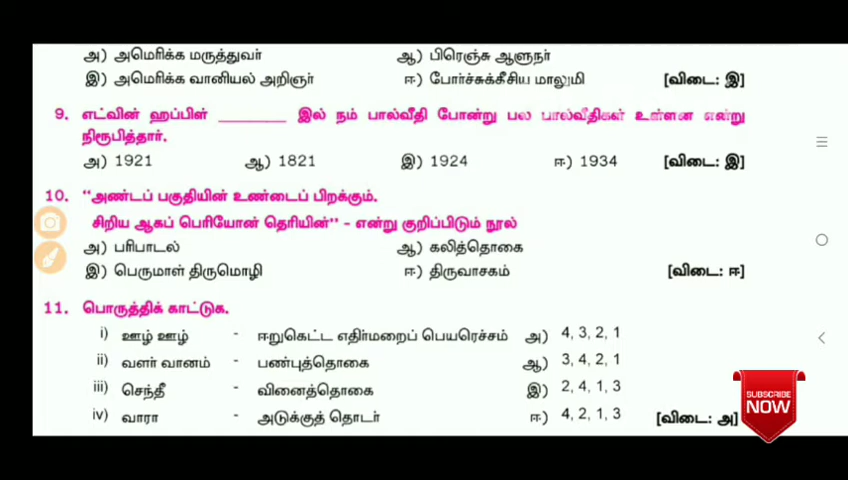 அ) அமெரிக்க மருத்துவர் ஆ) பிரெஞ்சு ஆளுநர்
இ) அமெரிக்க வானியல் அறிஞர் ஈ) போர்ச்சுக்கீசிய மாலுமி [விடை: இ]
9. எட்வின் ஹப்பிள் ________ இல் நம் பால்வீதி போன்று பல பால்வீதிகள் உள்ளன என்று
நிரூபித்தார்.
அ) 1921 ஆ) 1821 இ) 1924 ஈ) 1934 [விடை: இ]
10. “அண்டப் பகுதியின் உண்டைப் பிறக்கும்.
சிறிய ஆகப் பெரியோன் தெரியின்” - என்று குறிப்பிடும் நூல்
அ) பரிபாடல் ஆ) கலித்தொகை
இ) பெருமாள் திருமொழி ஈ) திருவாசகம் [விடை: ஈ]
11. பொருத்திக் காட்டுக.
i) ஊழ் ஊழ் - ஈறுகெட்ட எதிர்மறைப் பெயரெச்சம் அ) 4, 3, 2, 1
ii) வளர் வானம் - பண்புத்தொகை ஆ) 3, 4, 2, 1
iii) செந்தீ - வினைத்தொகை இ) 2, 4, 1, 3
iv) வாரா - அடுக்குத் தொடர் ஈ) 4, 2, 1, 3 [விடை: அ]
SUBSCRIBE
NOW